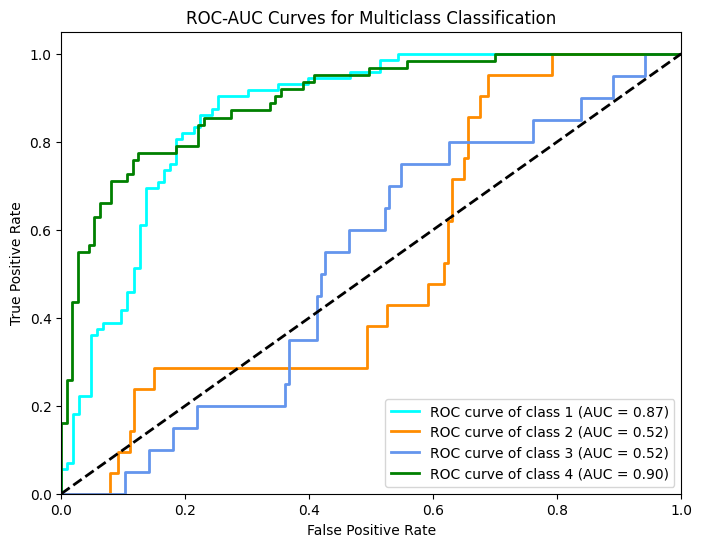 ROC-AUC Curves for Multiclass Classification
True Positive Rate
1.0
0.8
0.6
0.4
0.2
0.0
ROC curve of class 1 (AUC = 0.87)
ROC curve of class 2 (AUC = 0.52)
ROC curve of class 3 (AUC = 0.52)
ROC curve of class 4 (AUC = 0.90)
0.0 0.2 0.4 0.6 0.8 1.0
False Positive Rate